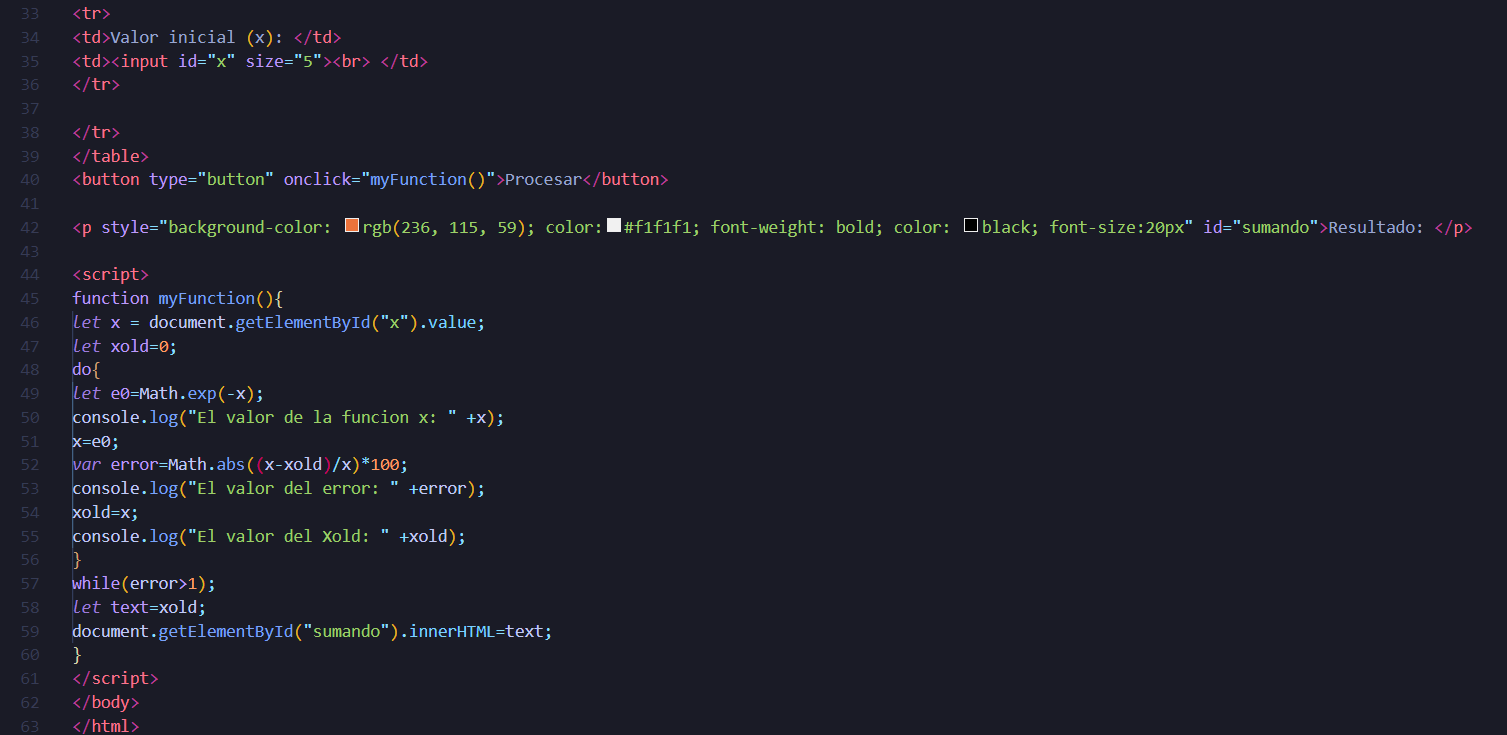 33 <tr>
34 <td>Valor inicial (x): </td>
35 <td><input id="x" size="5"><br> </td>
36 </tr>
37
38 </tr>
39 </table>
40 <button type="button" onclick="myFunction()">Procesar</button>
41
42 <p style="background-color: rgb(236, 115, 59); color:#f1f1f1; font-weight: bold; color: black; font-size:20px" id="sumando">Resultado: </p>
43
44 <script>
45 function myFunction(){
46 let x = document.getElementById("x").value;
47 let xold=0;
48 do{
49 let e0=Math.exp(-x);
50 console.log("El valor de la funcion x: " +x);
51 x=e0;
52 var error=Math.abs((x-xold)/x)*100;
53 console.log("El valor del error: " +error);
54 xold=x;
55 console.log("El valor del Xold: " +xold);
56 }
57 while(error>1);
58 let text=xold;
59 document.getElementById("sumando").innerHTML=text;
60 }
61 </script>
62 </body>
63 </html>